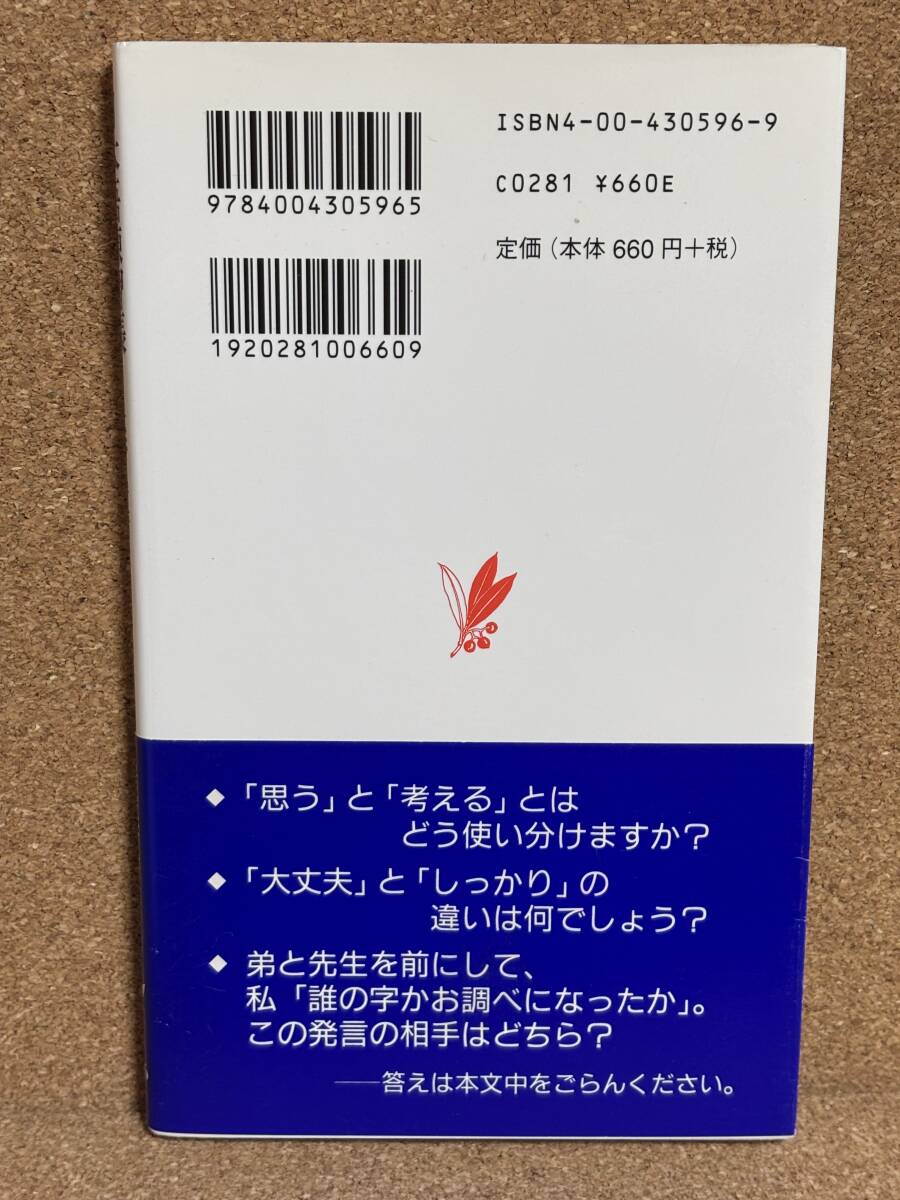 ISBN4-00-430596-9
C0281 ¥660E
定価（本体 660 円＋税）
9784004305965
1920281006609
◆「思う」と「考える」とは
どう使い分けますか？
◆「大丈夫」と「しっかり」の
違いは何でしょう？
◆ 弟と先生を前にして、
私「誰の字かお調べになったか」。
この発言の相手はどちら？
──答えは本文中をごらんください。